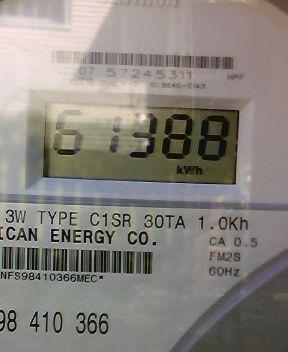 07 57245311 HPP
61388
kWh
3W TYPE C1SR 30TA 1.0Kh
ICAN ENERGY CO.
CA 0.5
FM2S
NFS98410366MEC*
60Hz
98 410 366